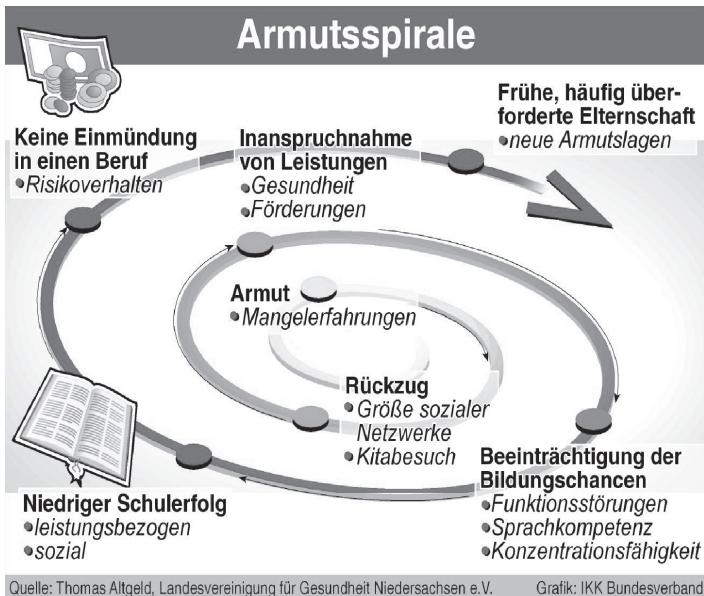 Armutsspirale
Frühe, häufig über-
forderte Elternschaft
•neue Armutslagen
Keine Einmündung
in einen Beruf
•Risikoverhalten
Inanspruchnahme
von Leistungen
•Gesundheit
•Förderungen
Armut
•Mangelerfahrungen
Rückzug
•Größe sozialer
Netzwerke
•Kitabesuch
Beeinträchtigung der
Bildungschancen
•Funktionsstörungen
•Sprachkompetenz
•Konzentrationsfähigkeit
Niedriger Schulerfolg
•leistungsbezogen
•sozial
Quelle: Thomas Altgeld, Landesvereinigung für Gesundheit Niedersachsen e.V. Grafik: IKK Bundesverband